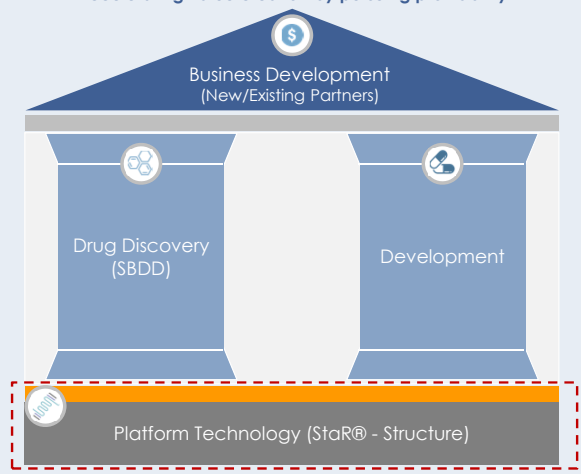 Business Development
(New/Existing Partners)
Drug Discovery
(SBDD)
Development
Platform Technology (StaR® - Structure)